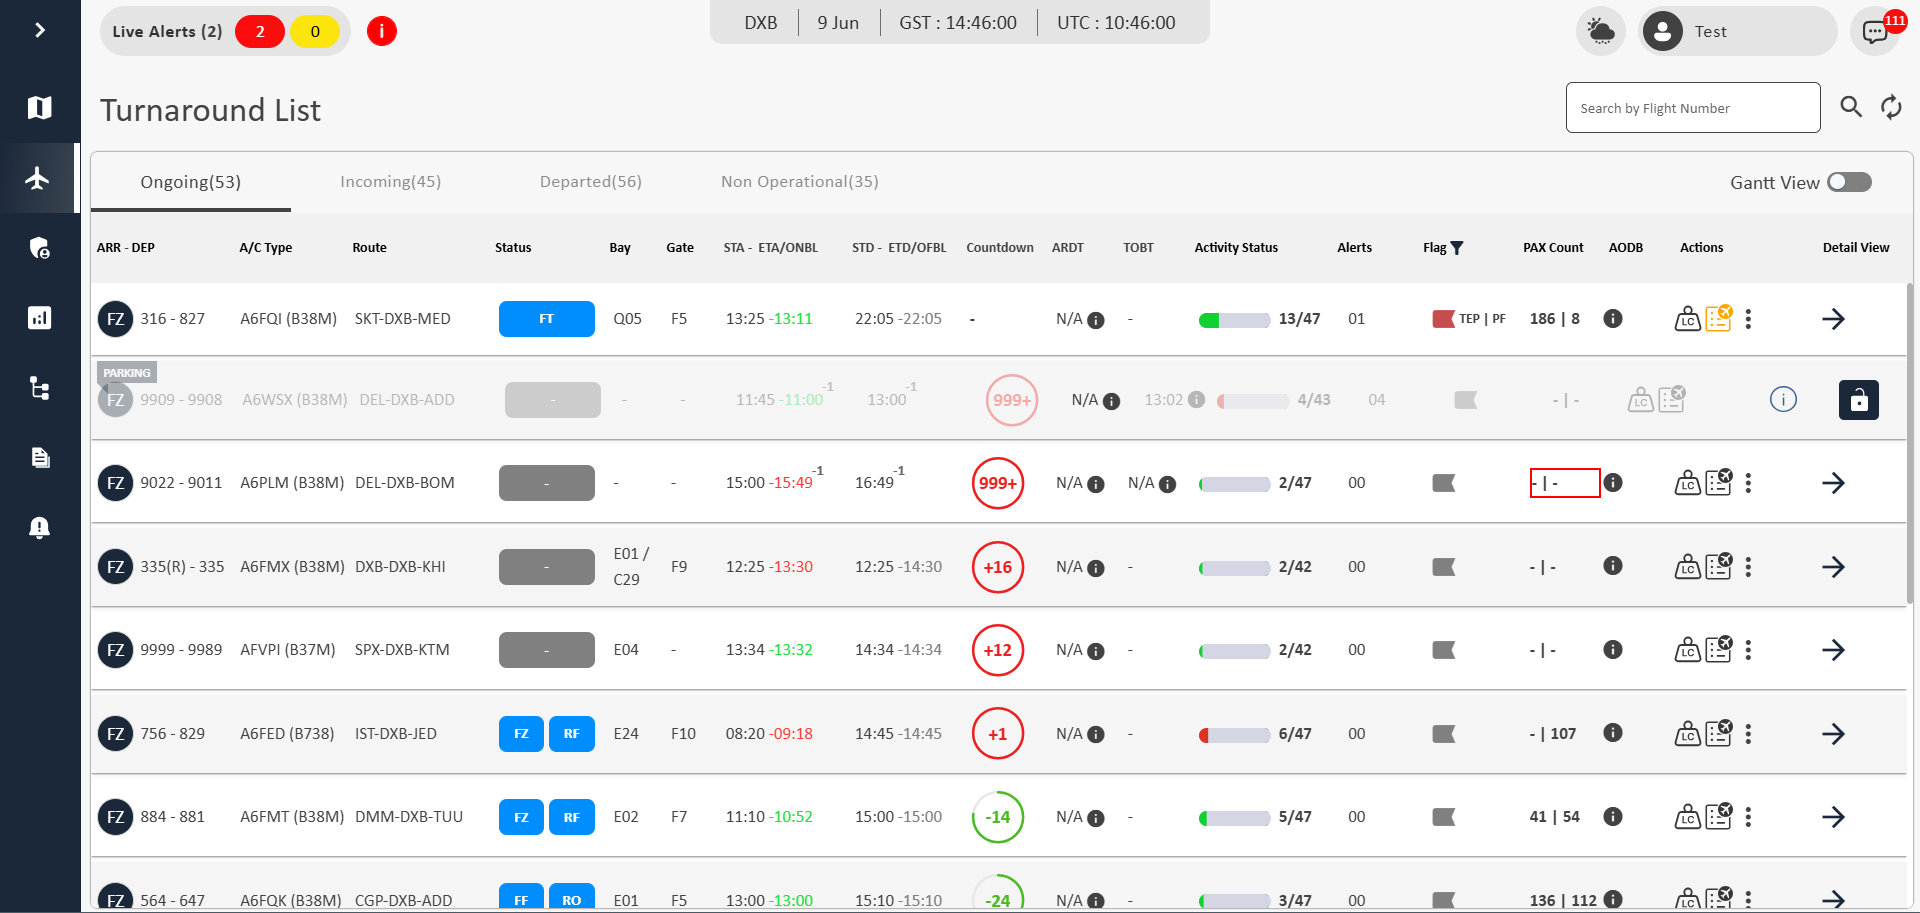 Live Alerts (2) 2 0 i
DXB 9 Jun GST : 14:46:00 UTC : 10:46:00
Test 111
Turnaround List
Search by Flight Number
Ongoing(53) Incoming(45) Departed(56) Non Operational(35) Gantt View
ARR - DEP A/C Type Route Status Bay Gate STA - ETA/ONBL STD - ETD/OFBL Countdown ARDT TOBT Activity Status Alerts Flag PAX Count AODB Actions Detail View
FZ 316 - 827 A6FQI (B38M) SKT-DXB-MED FT Q05 F5 13:25 -13:11 22:05 -22:05 - N/A i - 13/47 01 TEP | PF 186 | 8 i LC
PARKING
FZ 9909 - 9908 A6WSX (B38M) DEL-DXB-ADD - - - 11:45 -11:00 -1 13:00 -1 999+ N/A i 13:02 i 4/43 04 - | - LC i
FZ 9022 - 9011 A6PLM (B38M) DEL-DXB-BOM - - - 15:00 -15:49 -1 16:49 -1 999+ N/A i N/A i 2/47 00 - | - i LC
FZ 335(R) - 335 A6FMX (B38M) DXB-DXB-KHI - E01 / C29 F9 12:25 -13:30 12:25 -14:30 +16 N/A i - 2/42 00 - | - i LC
FZ 9999 - 9989 AFVPI (B37M) SPX-DXB-KTM - E04 - 13:34 -13:32 14:34 -14:34 +12 N/A i - 2/42 00 - | - i LC
FZ 756 - 829 A6FED (B738) IST-DXB-JED FZ RF E24 F10 08:20 -09:18 14:45 -14:45 +1 N/A i - 6/47 00 - | 107 i LC
FZ 884 - 881 A6FMT (B38M) DMM-DXB-TUU FZ RF E02 F7 11:10 -10:52 15:00 -15:00 -14 N/A i - 5/47 00 41 | 54 i LC
FZ 564 - 647 A6FQK (B38M) CGP-DXB-ADD FF RO E01 F5 13:00 -13:00 15:10 -15:10 -24 N/A i - 3/47 00 136 | 112 i LC